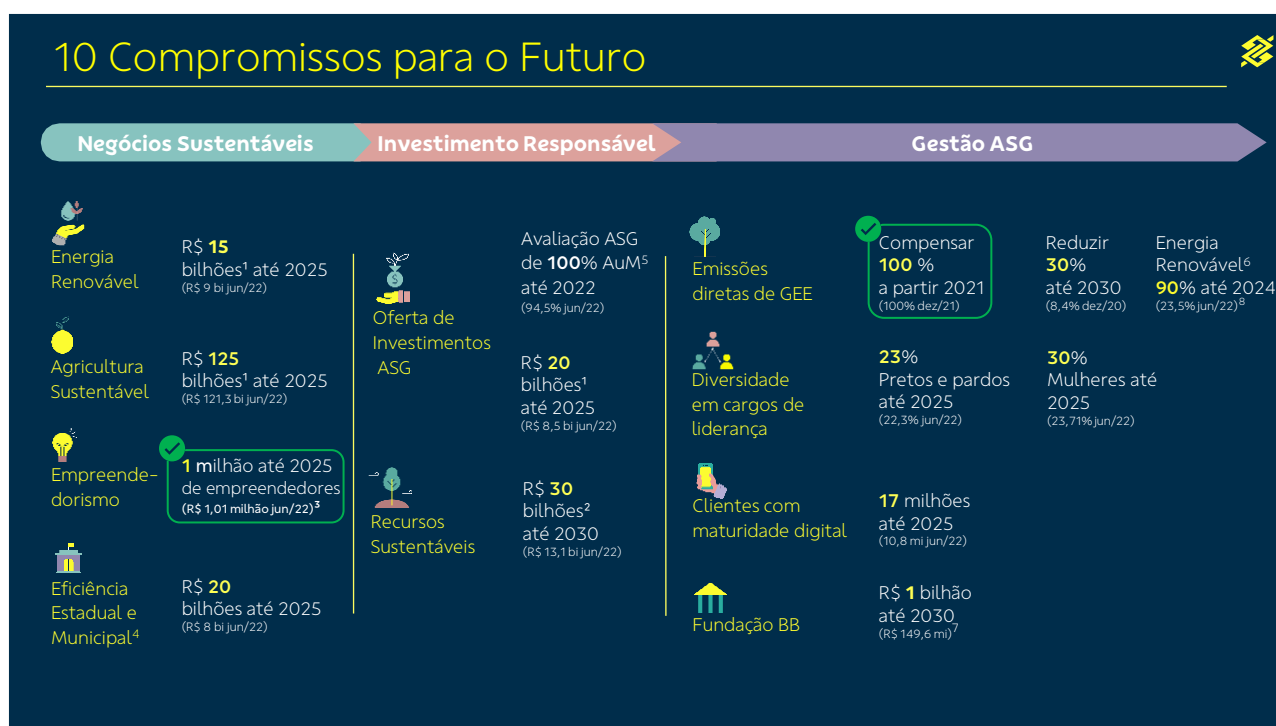 10 Compromissos para o Futuro
Negócios Sustentáveis
Investimento Responsável
Gestão ASG
Energia
Renovável
R$ 15
bilhões¹ até 2025
(R$ 9 bi jun/22)
Agricultura
Sustentável
R$ 125
bilhões¹ até 2025
(R$ 121,3 bi jun/22)
Empreende-
dorismo
1 milhão até 2025
de empreendedores
(R$ 1,01 milhão jun/22)³
Eficiência
Estadual e
Municipal⁴
R$ 20
bilhões até 2025
(R$ 8 bi jun/22)
Oferta de
Investimentos
ASG
Avaliação ASG
de 100% AuM⁵
até 2022
(94,5% jun/22)
R$ 20
bilhões¹
até 2025
(R$ 8,5 bi jun/22)
Recursos
Sustentáveis
R$ 30
bilhões²
até 2030
(R$ 13,1 bi jun/22)
Emissões
diretas de GEE
Compensar
100 %
a partir 2021
(100% dez/21)
Reduzir
30%
até 2030
(8,4% dez/20)
Energia
Renovável⁶
90% até 2024
(23,5% jun/22)⁸
Diversidade
em cargos de
liderança
23%
Pretos e pardos
até 2025
(22,3% jun/22)
30%
Mulheres até
2025
(23,71% jun/22)
Clientes com
maturidade digital
17 milhões
até 2025
(10,8 mi jun/22)
Fundação BB
R$ 1 bilhão
até 2030
(R$ 149,6 mi)⁷